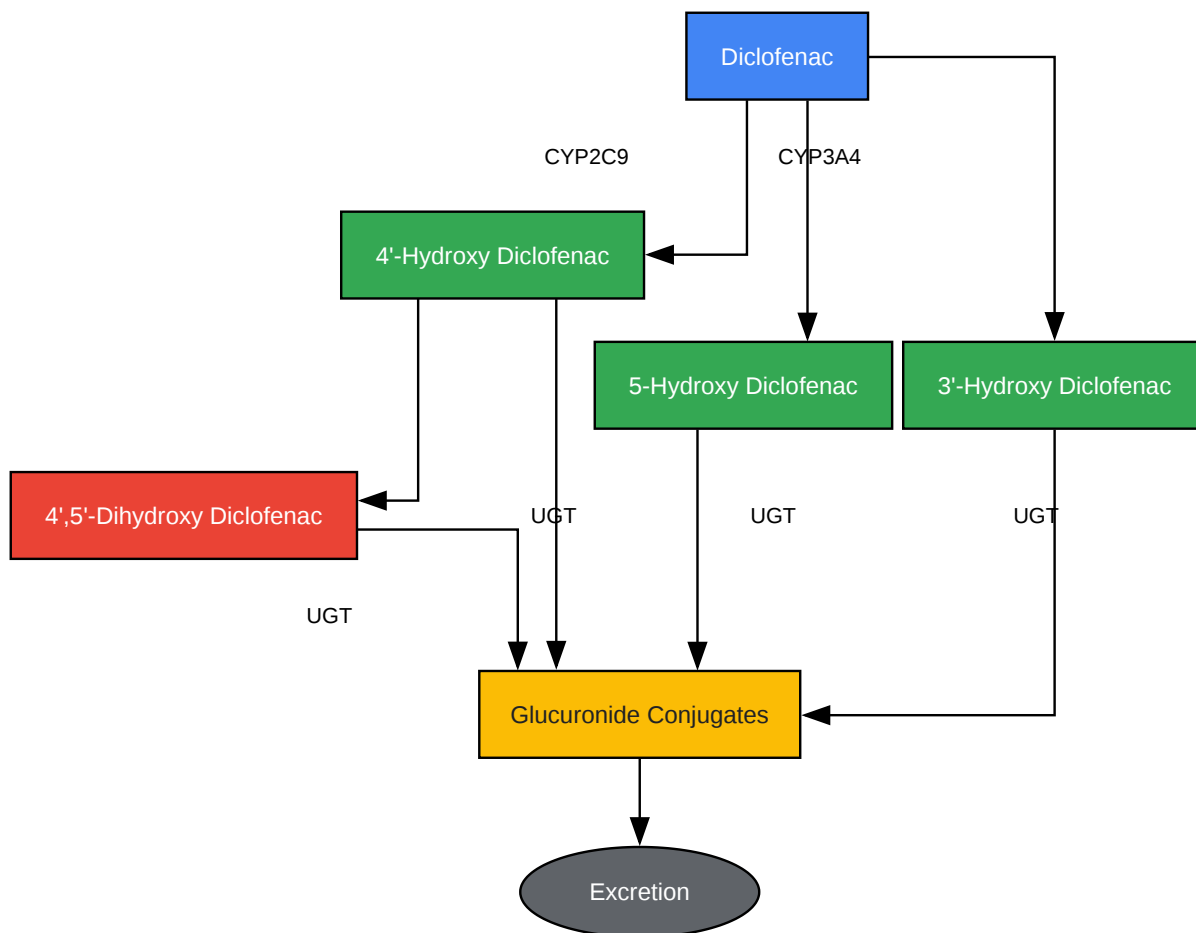 Diclofenac
CYP2C9
CYP3A4
4'-Hydroxy Diclofenac
5-Hydroxy Diclofenac
3'-Hydroxy Diclofenac
4',5'-Dihydroxy Diclofenac
UGT
UGT
UGT
UGT
Glucuronide Conjugates
Excretion